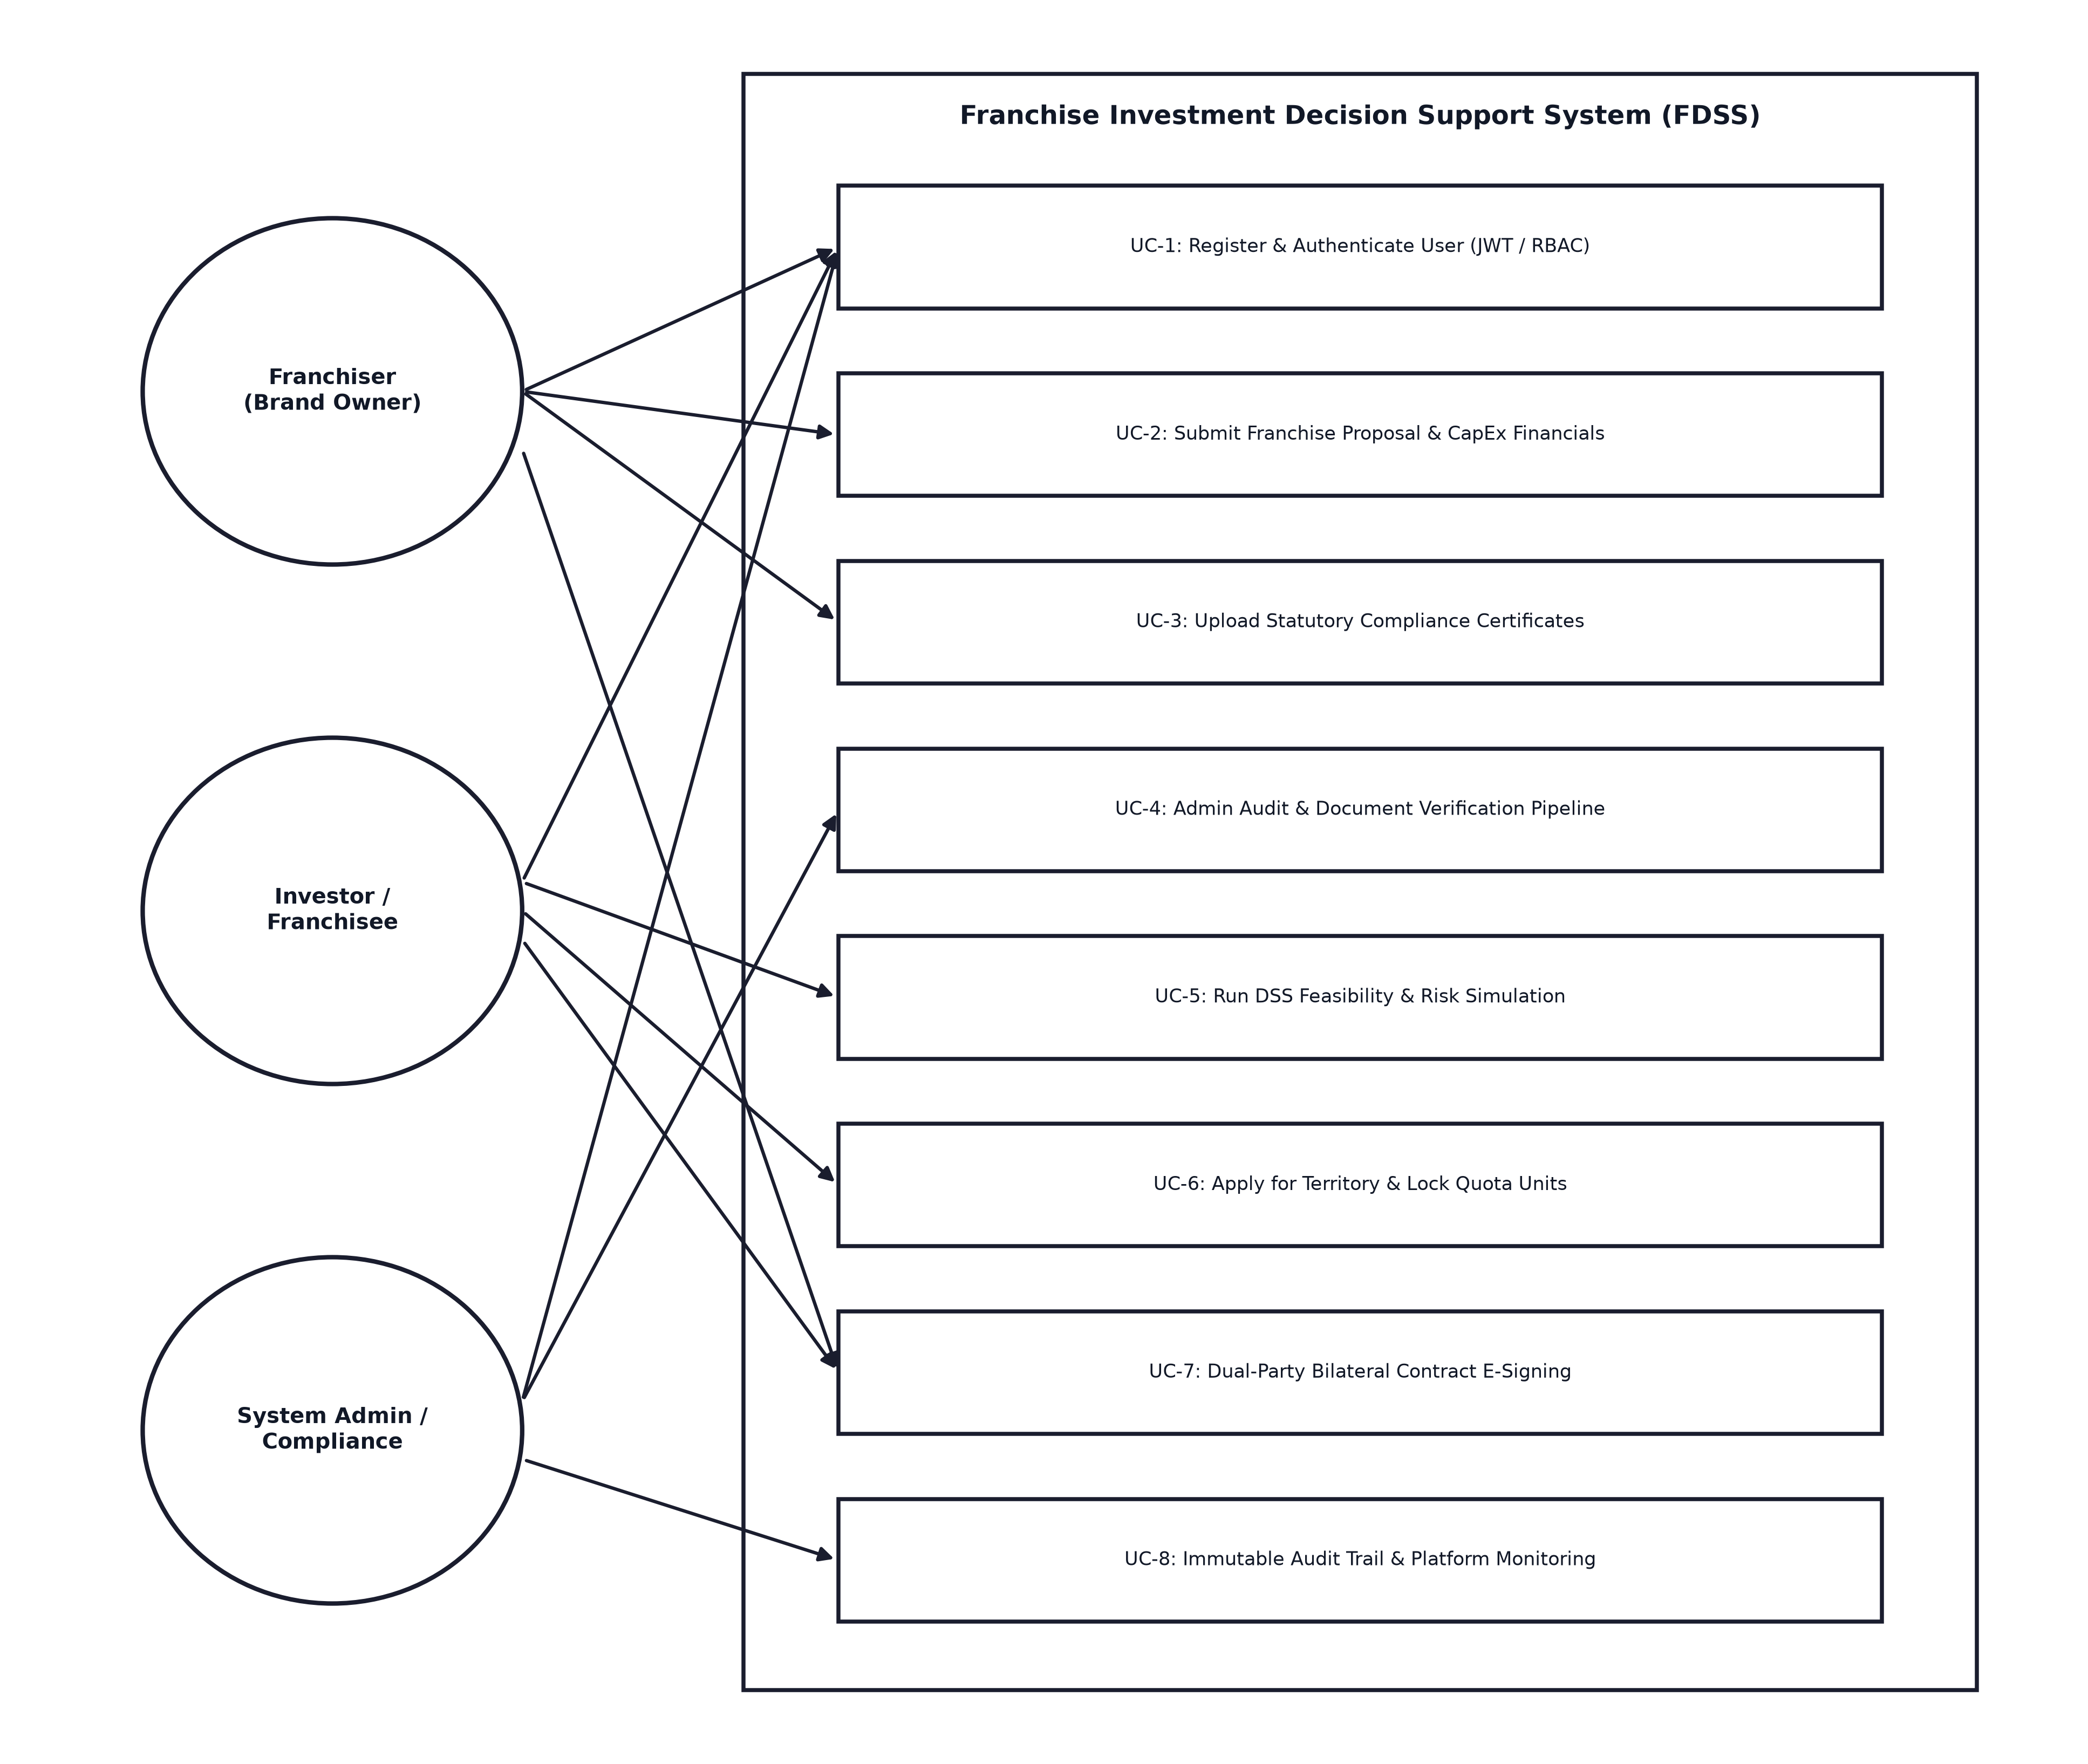 Franchise Investment Decision Support System (FDSS)
Franchiser
(Brand Owner)
Investor /
Franchisee
System Admin /
Compliance
UC-1: Register & Authenticate User (JWT / RBAC)
UC-2: Submit Franchise Proposal & CapEx Financials
UC-3: Upload Statutory Compliance Certificates
UC-4: Admin Audit & Document Verification Pipeline
UC-5: Run DSS Feasibility & Risk Simulation
UC-6: Apply for Territory & Lock Quota Units
UC-7: Dual-Party Bilateral Contract E-Signing
UC-8: Immutable Audit Trail & Platform Monitoring